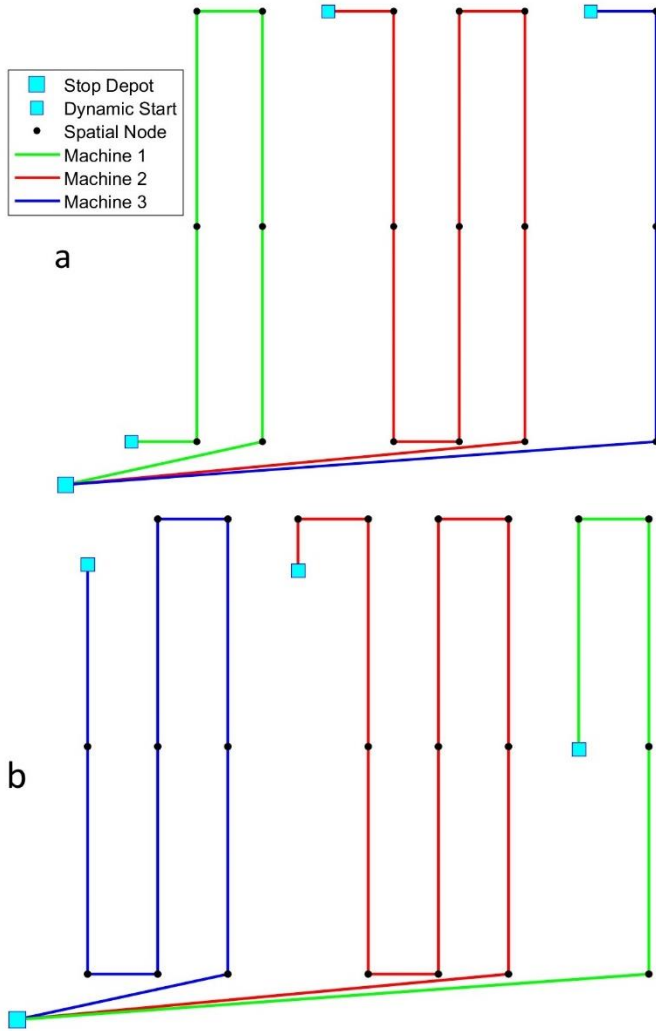 Stop Depot
Dynamic Start
Spatial Node
Machine 1
Machine 2
Machine 3
a
b